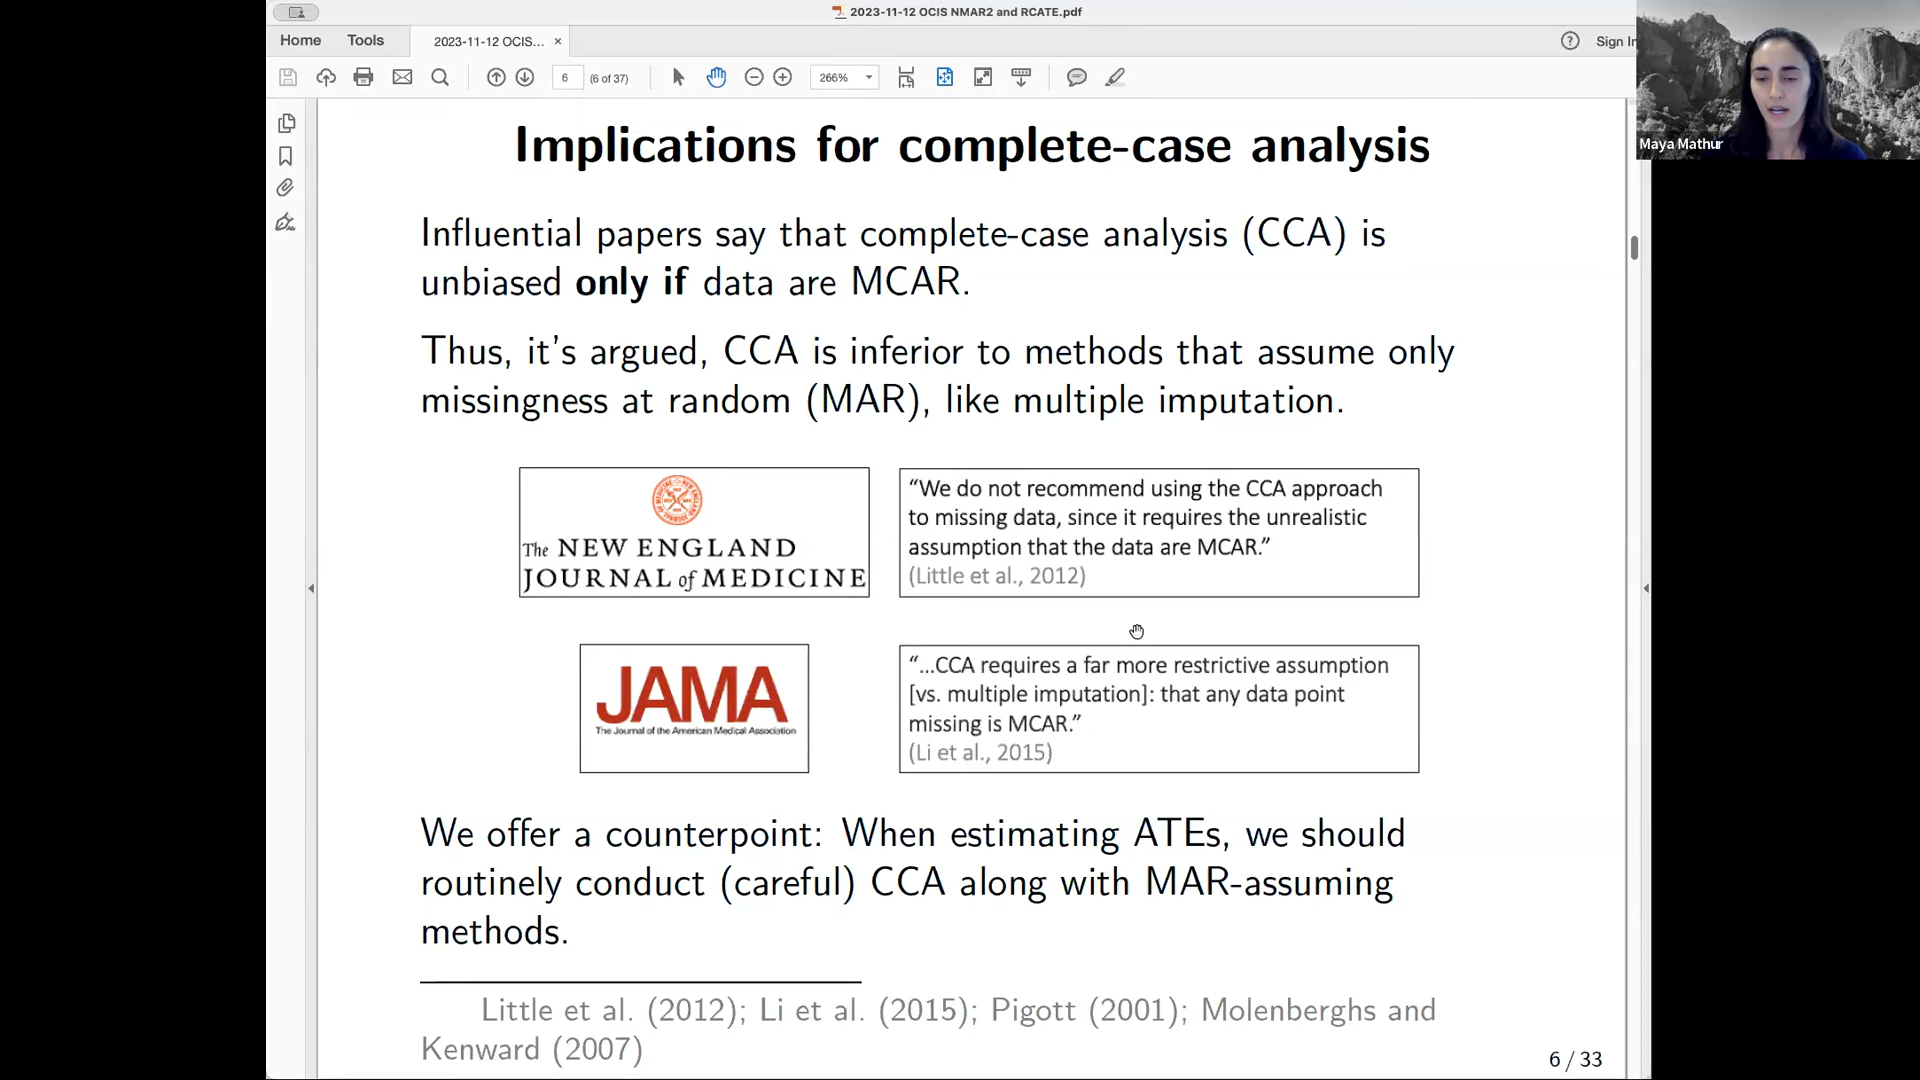 2023-11-12 OCIS NMAR2 and RCATE.pdf
Home Tools 2023-11-12 OCIS... × Sign In
6 (6 of 37) 266%
Maya Mathur
Implications for complete-case analysis
Influential papers say that complete-case analysis (CCA) is
unbiased only if data are MCAR.
Thus, it's argued, CCA is inferior to methods that assume only
missingness at random (MAR), like multiple imputation.
The NEW ENGLAND
JOURNAL of MEDICINE
“We do not recommend using the CCA approach
to missing data, since it requires the unrealistic
assumption that the data are MCAR.”
(Little et al., 2012)
JAMA
The Journal of the American Medical Association
“...CCA requires a far more restrictive assumption
[vs. multiple imputation]: that any data point
missing is MCAR.”
(Li et al., 2015)
We offer a counterpoint: When estimating ATEs, we should
routinely conduct (careful) CCA along with MAR-assuming
methods.
Little et al. (2012); Li et al. (2015); Pigott (2001); Molenberghs and
Kenward (2007)
6 / 33